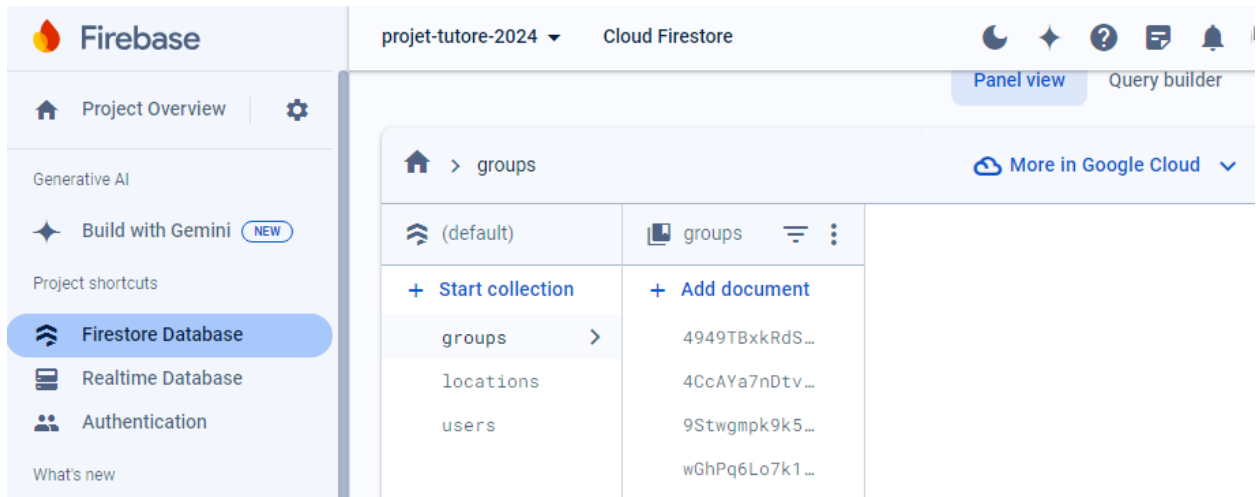 Firebase
projet-tutore-2024
Cloud Firestore
Project Overview
Generative AI
Build with Gemini NEW
Project shortcuts
Firestore Database
Realtime Database
Authentication
What's new
Panel view
Query builder
> groups
More in Google Cloud
(default)
+ Start collection
groups >
locations
users
groups
+ Add document
4949TBxkRdS…
4CcAYa7nDtv…
9Stwgmpk9k5…
wGhPq6Lo7k1…